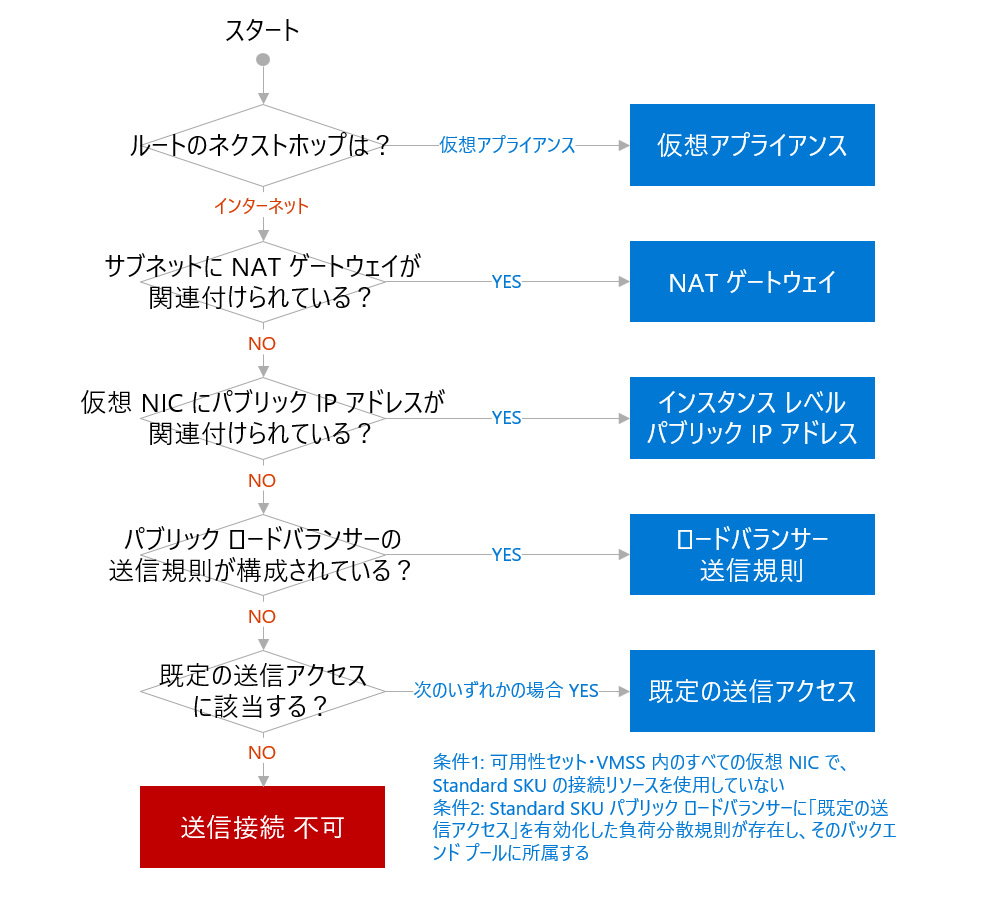 スタート
ルートのネクストホップは？
仮想アプライアンス
仮想アプライアンス
インターネット
サブネットに NAT ゲートウェイが
関連付けられている？
YES
NAT ゲートウェイ
NO
仮想 NIC にパブリック IP アドレスが
関連付けられている？
YES
インスタンス レベル
パブリック IP アドレス
NO
パブリック ロードバランサーの
送信規則が構成されている？
YES
ロードバランサー
送信規則
NO
既定の送信アクセス
に該当する？
次のいずれかの場合 YES
既定の送信アクセス
NO
送信接続 不可
条件1: 可用性セット・VMSS 内のすべての仮想 NIC で、
Standard SKU の接続リソースを使用していない
条件2: Standard SKU パブリック ロードバランサーに「既定の送
信アクセス」を有効化した負荷分散規則が存在し、そのバックエ
ンド プールに所属する